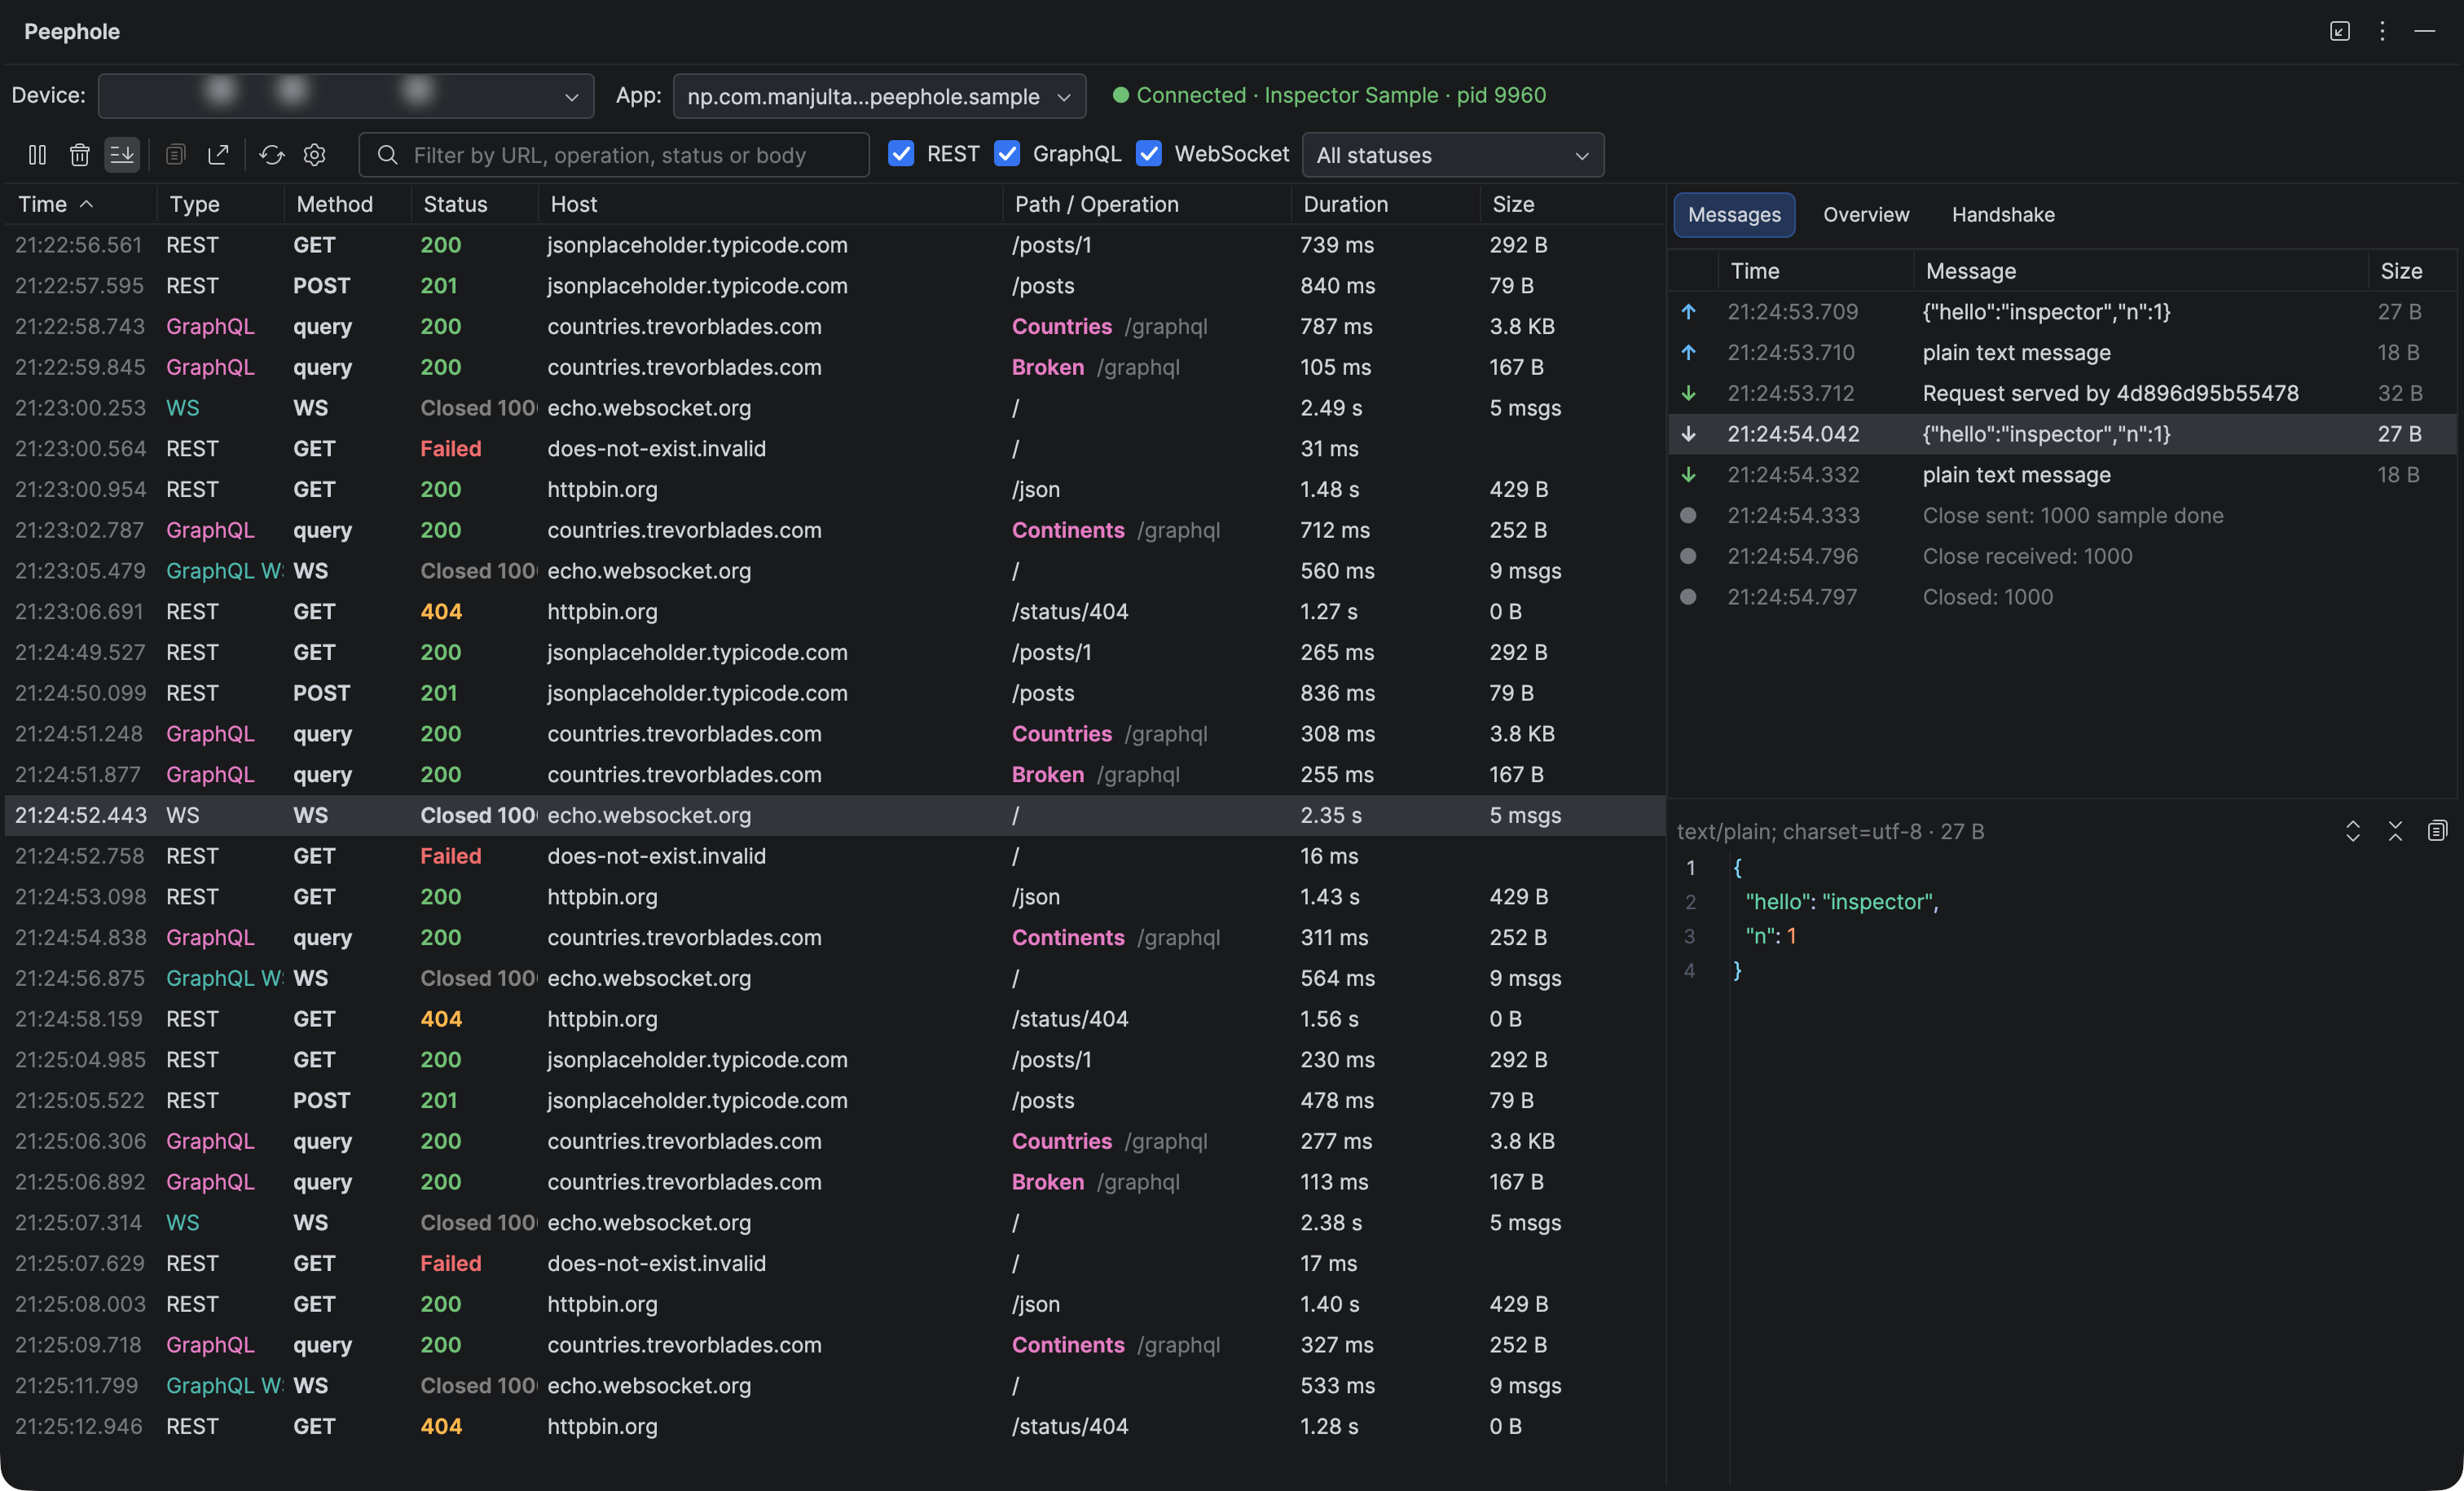 Peephole
Device: App: np.com.manjulta...peephole.sample Connected · Inspector Sample · pid 9960
Filter by URL, operation, status or body REST GraphQL WebSocket All statuses
Time Type Method Status Host Path / Operation Duration Size
21:22:56.561 REST GET 200 jsonplaceholder.typicode.com /posts/1 739 ms 292 B
21:22:57.595 REST POST 201 jsonplaceholder.typicode.com /posts 840 ms 79 B
21:22:58.743 GraphQL query 200 countries.trevorblades.com Countries /graphql 787 ms 3.8 KB
21:22:59.845 GraphQL query 200 countries.trevorblades.com Broken /graphql 105 ms 167 B
21:23:00.253 WS WS Closed 100 echo.websocket.org / 2.49 s 5 msgs
21:23:00.564 REST GET Failed does-not-exist.invalid / 31 ms
21:23:00.954 REST GET 200 httpbin.org /json 1.48 s 429 B
21:23:02.787 GraphQL query 200 countries.trevorblades.com Continents /graphql 712 ms 252 B
21:23:05.479 GraphQL W WS Closed 100 echo.websocket.org / 560 ms 9 msgs
21:23:06.691 REST GET 404 httpbin.org /status/404 1.27 s 0 B
21:24:49.527 REST GET 200 jsonplaceholder.typicode.com /posts/1 265 ms 292 B
21:24:50.099 REST POST 201 jsonplaceholder.typicode.com /posts 836 ms 79 B
21:24:51.248 GraphQL query 200 countries.trevorblades.com Countries /graphql 308 ms 3.8 KB
21:24:51.877 GraphQL query 200 countries.trevorblades.com Broken /graphql 255 ms 167 B
21:24:52.443 WS WS Closed 100 echo.websocket.org / 2.35 s 5 msgs
21:24:52.758 REST GET Failed does-not-exist.invalid / 16 ms
21:24:53.098 REST GET 200 httpbin.org /json 1.43 s 429 B
21:24:54.838 GraphQL query 200 countries.trevorblades.com Continents /graphql 311 ms 252 B
21:24:56.875 GraphQL W WS Closed 100 echo.websocket.org / 564 ms 9 msgs
21:24:58.159 REST GET 404 httpbin.org /status/404 1.56 s 0 B
21:25:04.985 REST GET 200 jsonplaceholder.typicode.com /posts/1 230 ms 292 B
21:25:05.522 REST POST 201 jsonplaceholder.typicode.com /posts 478 ms 79 B
21:25:06.306 GraphQL query 200 countries.trevorblades.com Countries /graphql 277 ms 3.8 KB
21:25:06.892 GraphQL query 200 countries.trevorblades.com Broken /graphql 113 ms 167 B
21:25:07.314 WS WS Closed 100 echo.websocket.org / 2.38 s 5 msgs
21:25:07.629 REST GET Failed does-not-exist.invalid / 17 ms
21:25:08.003 REST GET 200 httpbin.org /json 1.40 s 429 B
21:25:09.718 GraphQL query 200 countries.trevorblades.com Continents /graphql 327 ms 252 B
21:25:11.799 GraphQL W WS Closed 100 echo.websocket.org / 533 ms 9 msgs
21:25:12.946 REST GET 404 httpbin.org /status/404 1.28 s 0 B
Messages Overview Handshake
Time Message Size
21:24:53.709 {"hello":"inspector","n":1} 27 B
21:24:53.710 plain text message 18 B
21:24:53.712 Request served by 4d896d95b55478 32 B
21:24:54.042 {"hello":"inspector","n":1} 27 B
21:24:54.332 plain text message 18 B
21:24:54.333 Close sent: 1000 sample done
21:24:54.796 Close received: 1000
21:24:54.797 Closed: 1000
text/plain; charset=utf-8 · 27 B
1 {
2 "hello": "inspector",
3 "n": 1
4 }